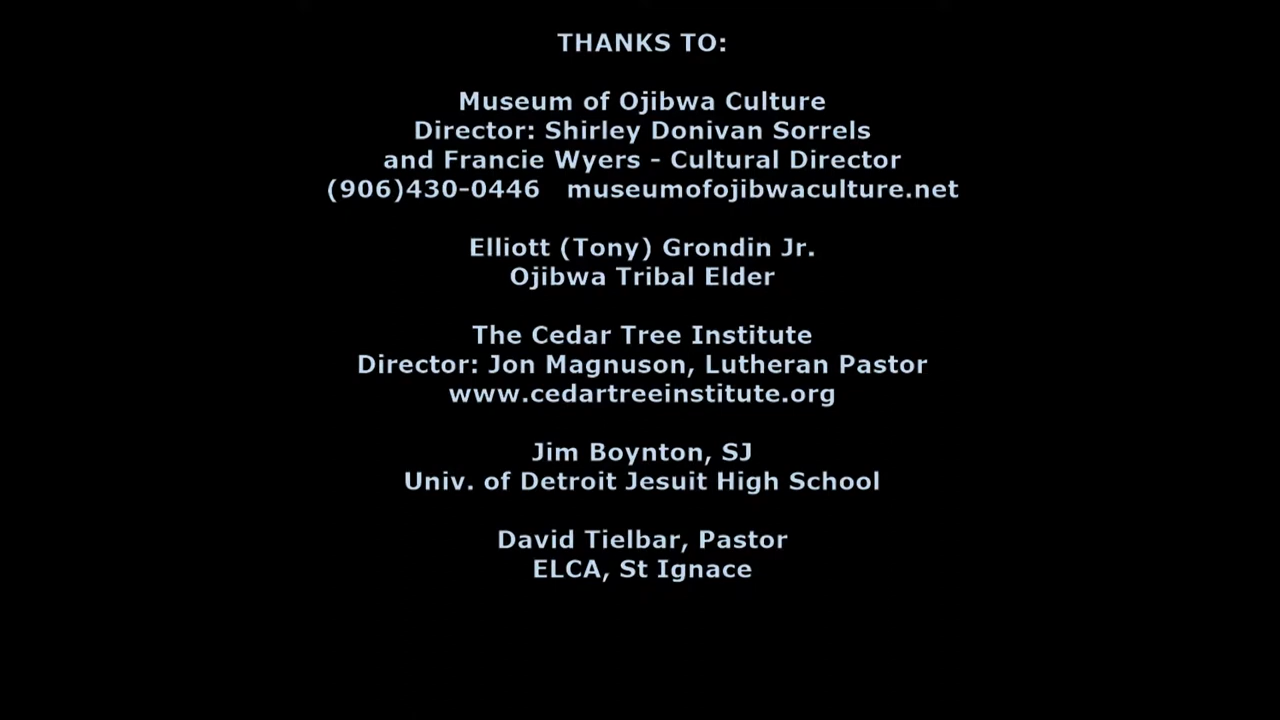 THANKS TO:
Museum of Ojibwa Culture
Director: Shirley Donivan Sorrels
and Francie Wyers - Cultural Director
(906)430-0446 museumofojibwaculture.net
Elliott (Tony) Grondin Jr.
Ojibwa Tribal Elder
The Cedar Tree Institute
Director: Jon Magnuson, Lutheran Pastor
www.cedartreeinstitute.org
Jim Boynton, SJ
Univ. of Detroit Jesuit High School
David Tielbar, Pastor
ELCA, St Ignace